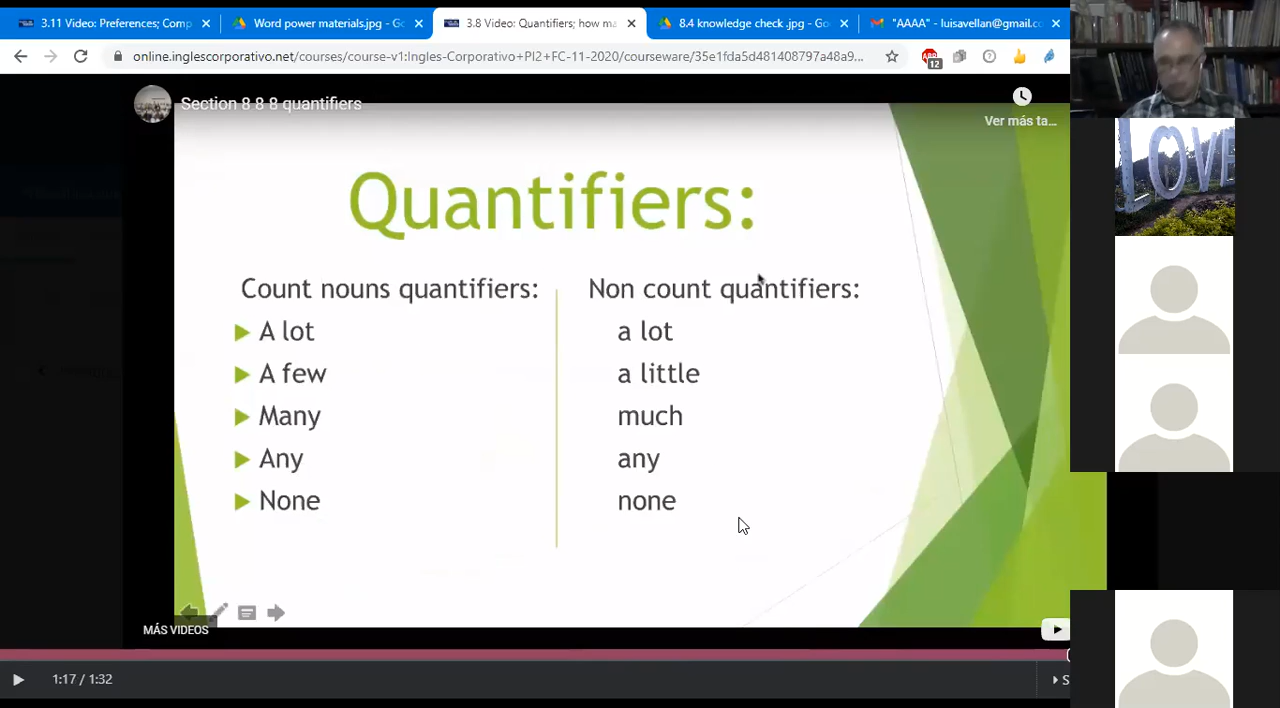 3.11 Video: Preferences; Comp
Word power materials.jpg - Go
3.8 Video: Quantifiers; how ma
8.4 knowledge check .jpg - Go
"AAAA" - luisavellan@gmail.co
online.inglescorporativo.net/courses/course-v1:Ingles-Corporativo+PI2+FC-11-2020/courseware/35e1fda5d481408797a48a9...
12
Section 8 8 8 quantifiers
Ver más ta...
LOVE
Quantifiers:
Count nouns quantifiers:
A lot
A few
Many
Any
None
Non count quantifiers:
a lot
a little
much
any
none
MÁS VIDEOS
1:17 / 1:32
S